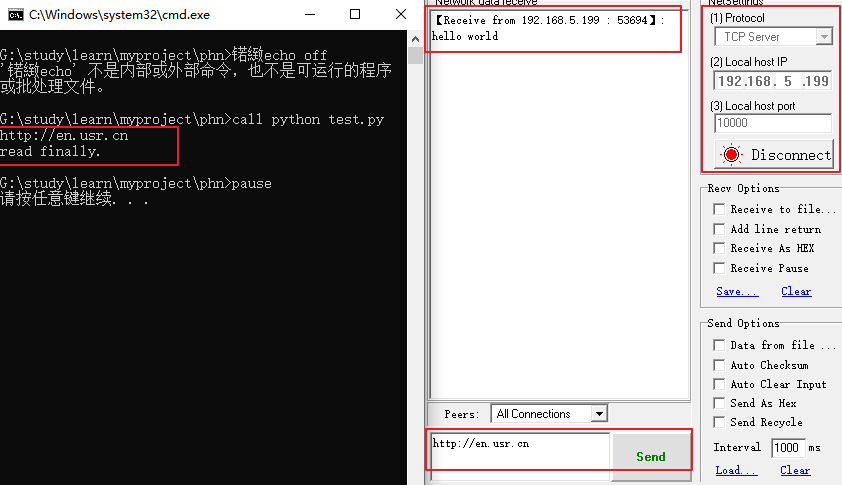 C:\Windows\system32\cmd.exe
G:\study\learn\myproject\phn>锘緻echo off
'锘緻echo' 不是内部或外部命令，也不是可运行的程序
或批处理文件。
G:\study\learn\myproject\phn>call python test.py
http://en.usr.cn
read finally.
G:\study\learn\myproject\phn>pause
请按任意键继续. . .
Network data receive
【Receive from 192.168.5.199 : 53694】:
hello world
Peers:
All Connections
http://en.usr.cn
Send
NetSettings
(1) Protocol
TCP Server
(2) Local host IP
192.168. 5 .199
(3) Local host port
10000
Disconnect
Recv Options
Receive to file...
Add line return
Receive As HEX
Receive Pause
Save... Clear
Send Options
Data from file ...
Auto Checksum
Auto Clear Input
Send As Hex
Send Recycle
Interval 1000 ms
Load... Clear